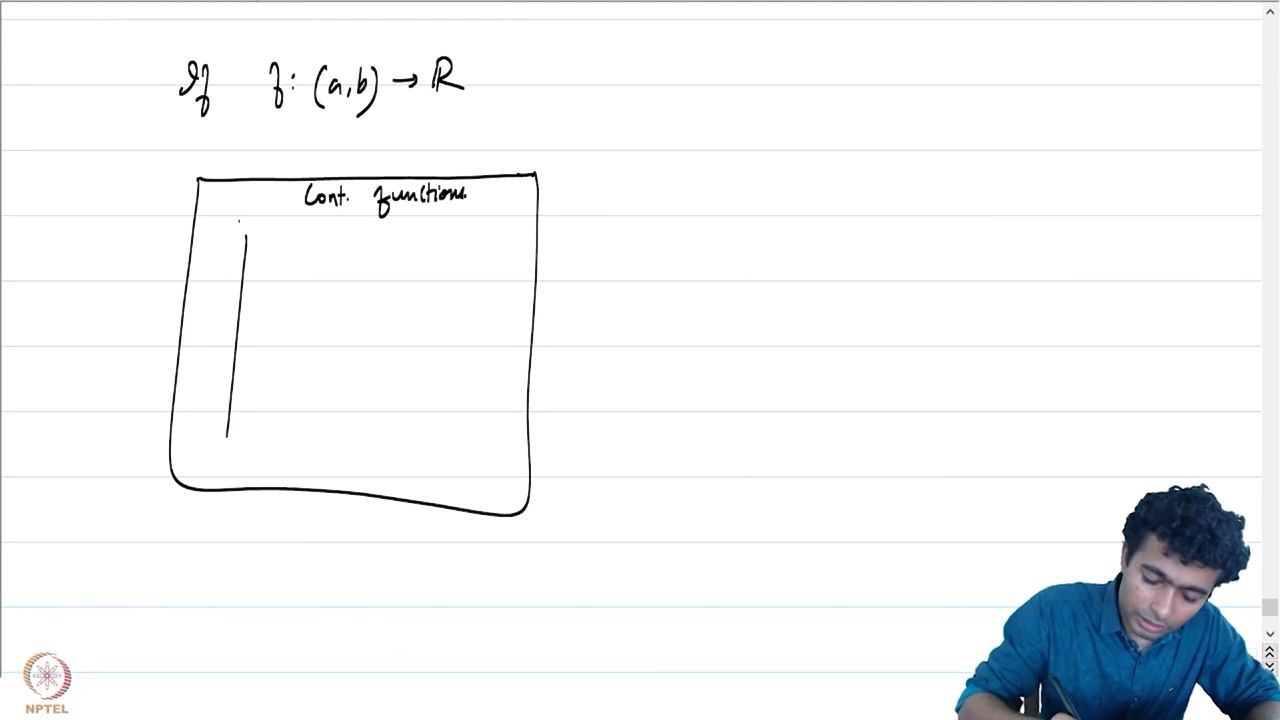 If f: (a,b) → ℝ
Cont. functions.
NPTEL